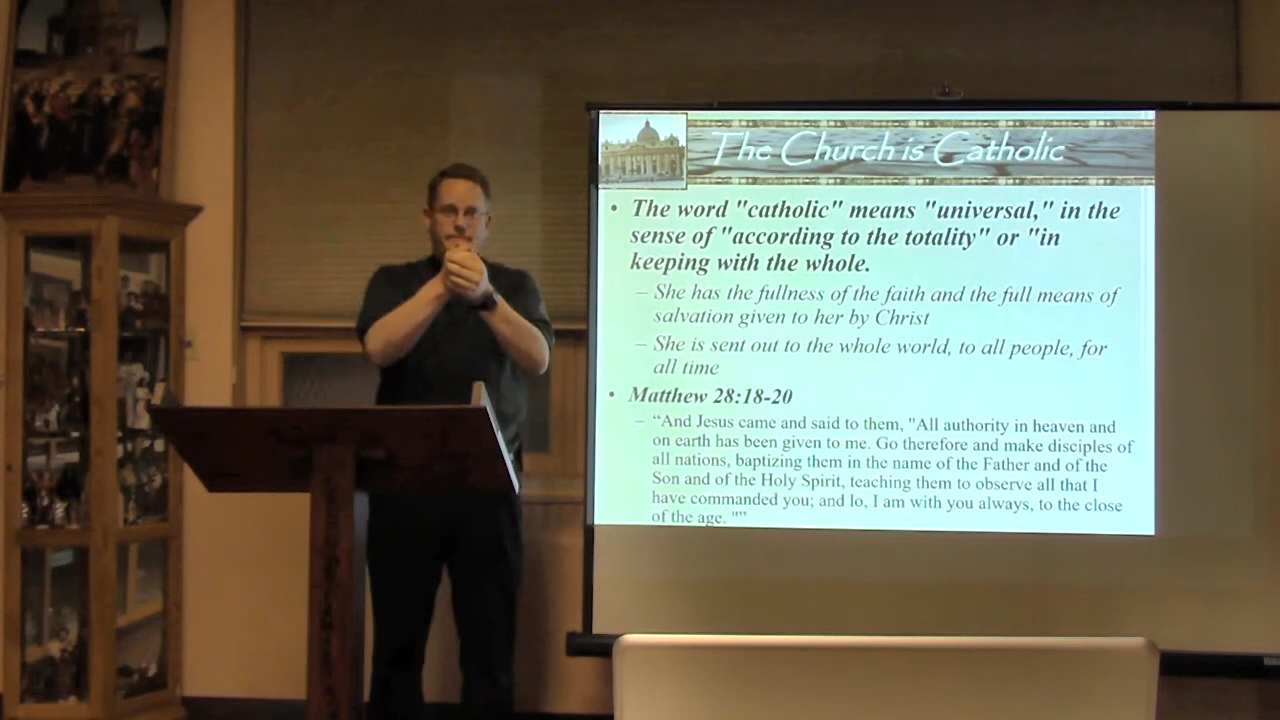 The Church is Catholic
• The word "catholic" means "universal," in the
sense of "according to the totality" or "in
keeping with the whole.
– She has the fullness of the faith and the full means of
salvation given to her by Christ
– She is sent out to the whole world, to all people, for
all time
• Matthew 28:18-20
– “And Jesus came and said to them, "All authority in heaven and
on earth has been given to me. Go therefore and make disciples of
all nations, baptizing them in the name of the Father and of the
Son and of the Holy Spirit, teaching them to observe all that I
have commanded you; and lo, I am with you always, to the close
of the age. "”